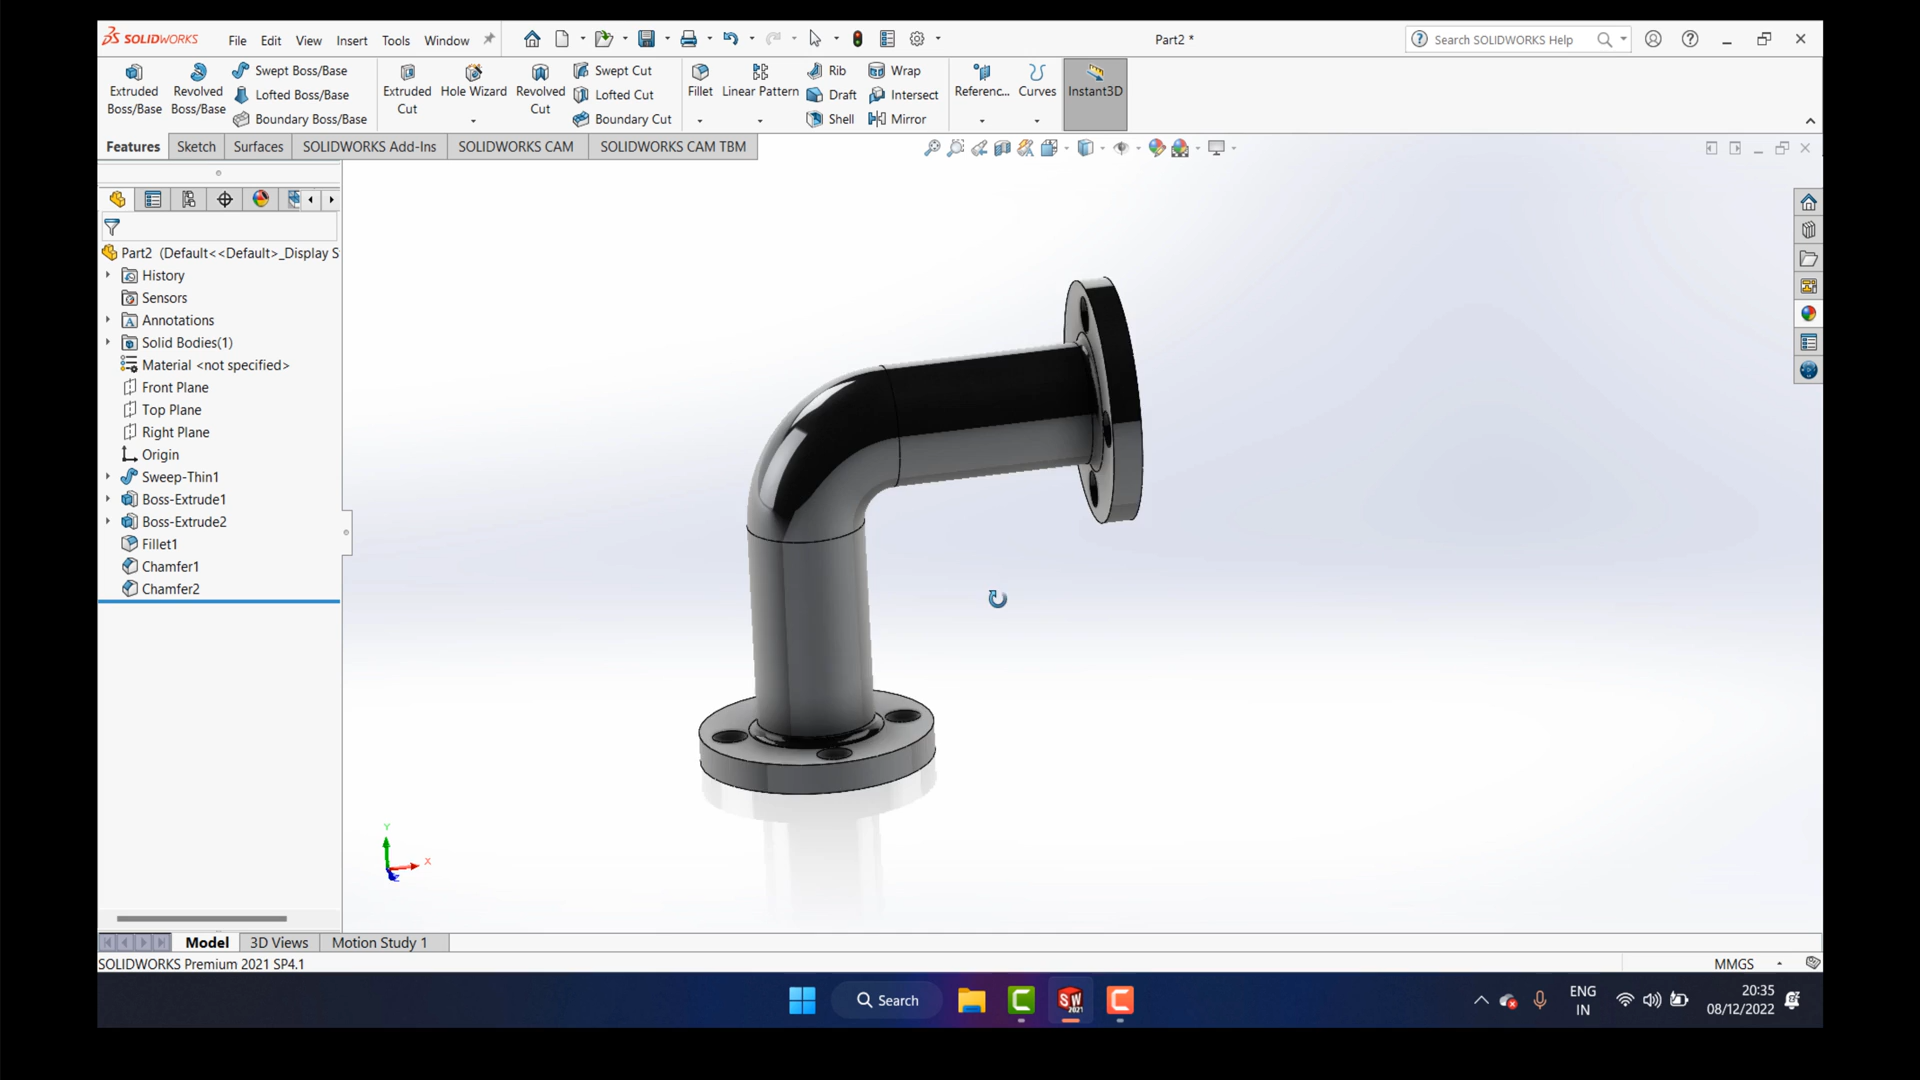 SOLIDWORKS File Edit View Insert Tools Window Part2 * Search SOLIDWORKS Help
Extruded Boss/Base
Revolved Boss/Base
Swept Boss/Base
Lofted Boss/Base
Boundary Boss/Base
Extruded Cut
Hole Wizard
Revolved Cut
Swept Cut
Lofted Cut
Boundary Cut
Fillet
Linear Pattern
Rib
Draft
Shell
Wrap
Intersect
Mirror
Referenc...
Curves
Instant3D
Features Sketch Surfaces SOLIDWORKS Add-Ins SOLIDWORKS CAM SOLIDWORKS CAM TBM
Part2 (Default<<Default>_Display S
History
Sensors
Annotations
Solid Bodies(1)
Material <not specified>
Front Plane
Top Plane
Right Plane
Origin
Sweep-Thin1
Boss-Extrude1
Boss-Extrude2
Fillet1
Chamfer1
Chamfer2
Y
X
Model 3D Views Motion Study 1
SOLIDWORKS Premium 2021 SP4.1 MMGS
Search
SW
2021
ENG
IN
20:35
08/12/2022